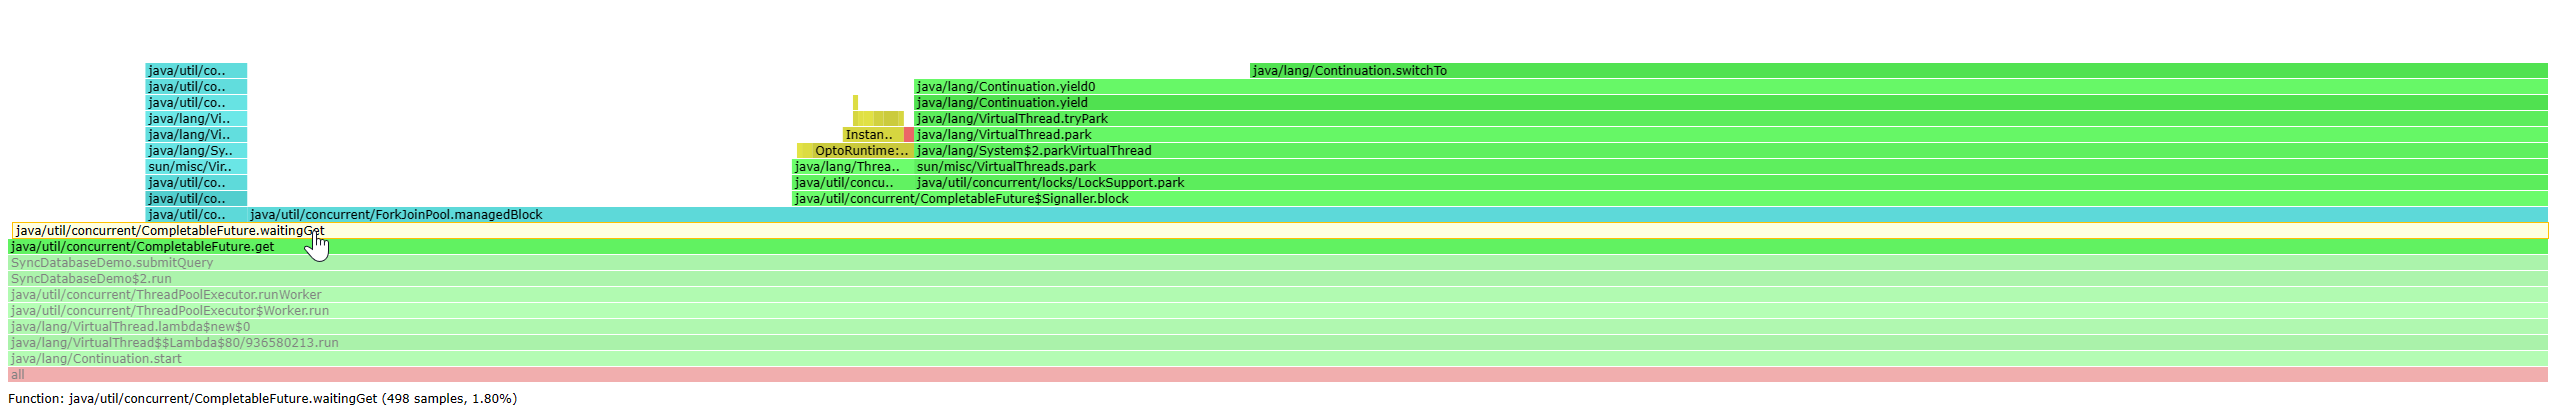 java/util/co.. java/lang/Continuation.switchTo
java/util/co.. java/lang/Continuation.yield0
java/util/co.. java/lang/Continuation.yield
java/lang/Vi.. java/lang/VirtualThread.tryPark
java/lang/Vi.. Instan.. java/lang/VirtualThread.park
java/lang/Sy.. OptoRuntime:.. java/lang/System$2.parkVirtualThread
sun/misc/Vir.. java/lang/Threa.. sun/misc/VirtualThreads.park
java/util/co.. java/util/concu.. java/util/concurrent/locks/LockSupport.park
java/util/co.. java/util/concurrent/CompletableFuture$Signaller.block
java/util/co.. java/util/concurrent/ForkJoinPool.managedBlock
java/util/concurrent/CompletableFuture.waitingGet
java/util/concurrent/CompletableFuture.get
SyncDatabaseDemo.submitQuery
SyncDatabaseDemo$2.run
java/util/concurrent/ThreadPoolExecutor.runWorker
java/util/concurrent/ThreadPoolExecutor$Worker.run
java/lang/VirtualThread.lambda$new$0
java/lang/VirtualThread$$Lambda$80/936580213.run
java/lang/Continuation.start
all
Function: java/util/concurrent/CompletableFuture.waitingGet (498 samples, 1.80%)